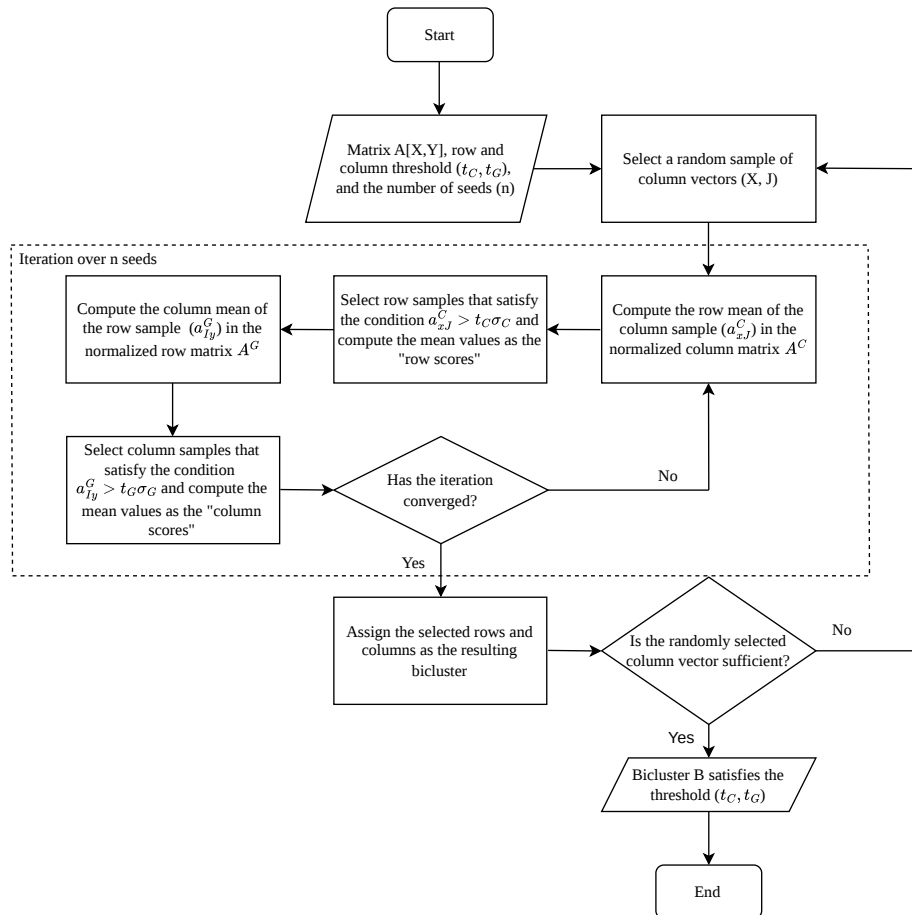 Start
Matrix A[X,Y], row and
column threshold (t_C, t_G),
and the number of seeds (n)
Select a random sample of
column vectors (X, J)
Iteration over n seeds
Compute the column mean of
the row sample (a^G_{Iy}) in the
normalized row matrix A^G
Select row samples that satisfy
the condition a^C_{xJ} > t_Cσ_C and
compute the mean values as the
"row scores"
Compute the row mean of
the column sample (a^C_{xJ}) in the
normalized column matrix A^C
Select column samples that
satisfy the condition
a^G_{Iy} > t_Gσ_G and compute the
mean values as the "column
scores"
Has the iteration
converged?
No
Yes
Assign the selected rows and
columns as the resulting
bicluster
Is the randomly selected
column vector sufficient?
No
Yes
Bicluster B satisfies the
threshold (t_C, t_G)
End